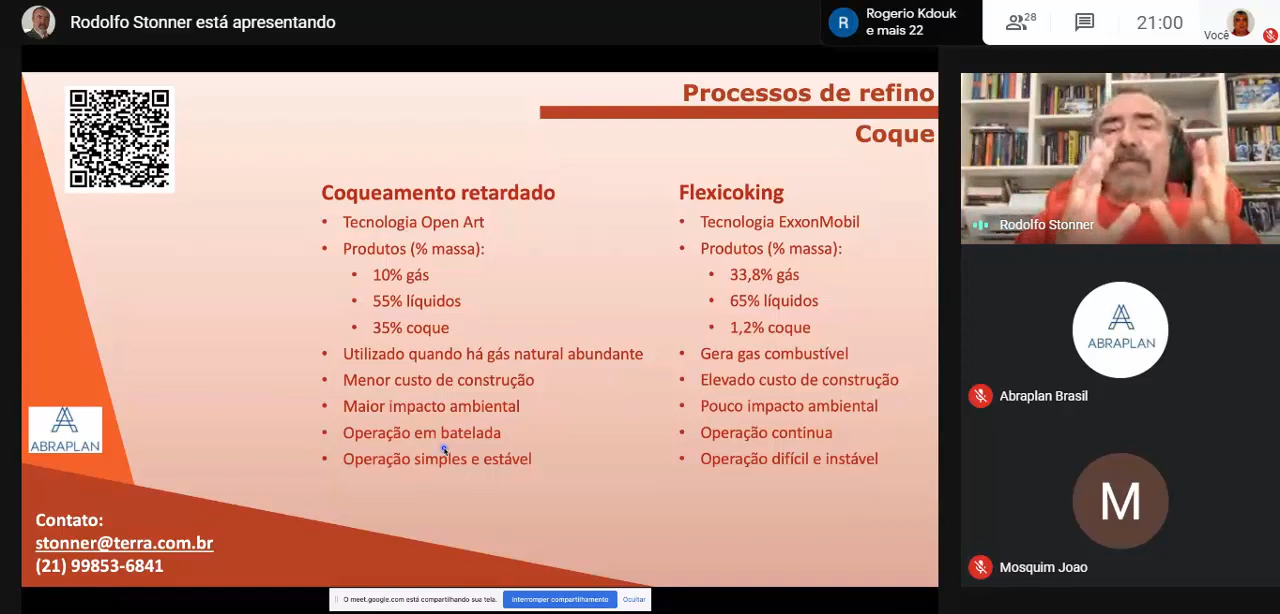 Rodolfo Stonner está apresentando
R
Rogerio Kdouk
e mais 22
28
21:00
Você
Processos de refino
Coque
Coqueamento retardado
• Tecnologia Open Art
• Produtos (% massa):
• 10% gás
• 55% líquidos
• 35% coque
• Utilizado quando há gás natural abundante
• Menor custo de construção
• Maior impacto ambiental
• Operação em batelada
• Operação simples e estável
Flexicoking
• Tecnologia ExxonMobil
• Produtos (% massa):
• 33,8% gás
• 65% líquidos
• 1,2% coque
• Gera gas combustível
• Elevado custo de construção
• Pouco impacto ambiental
• Operação continua
• Operação difícil e instável
ABRAPLAN
Contato:
stonner@terra.com.br
(21) 99853-6841
O meet.google.com está compartilhando sua tela.
Interromper compartilhamento
Ocultar
Rodolfo Stonner
ABRAPLAN
Abraplan Brasil
M
Mosquim Joao